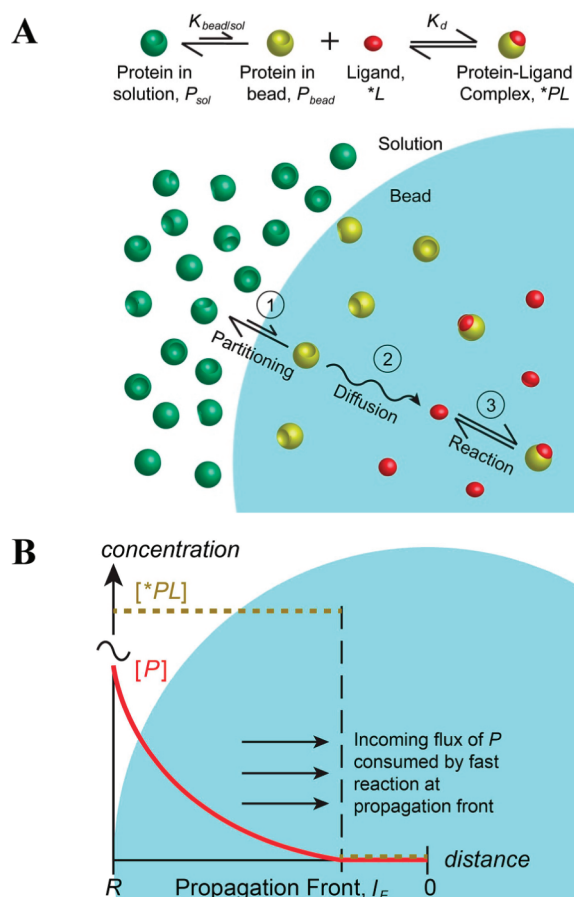 A
K_bead/sol
K_d
+
Protein in
solution, P_sol
Protein in
bead, P_bead
Ligand,
*L
Protein-Ligand
Complex, *PL
Solution
Bead
1
Partitioning
2
Diffusion
3
Reaction
B
concentration
[*PL]
[P]
Incoming flux of P
consumed by fast
reaction at
propagation front
distance
R
Propagation Front, I_F
0